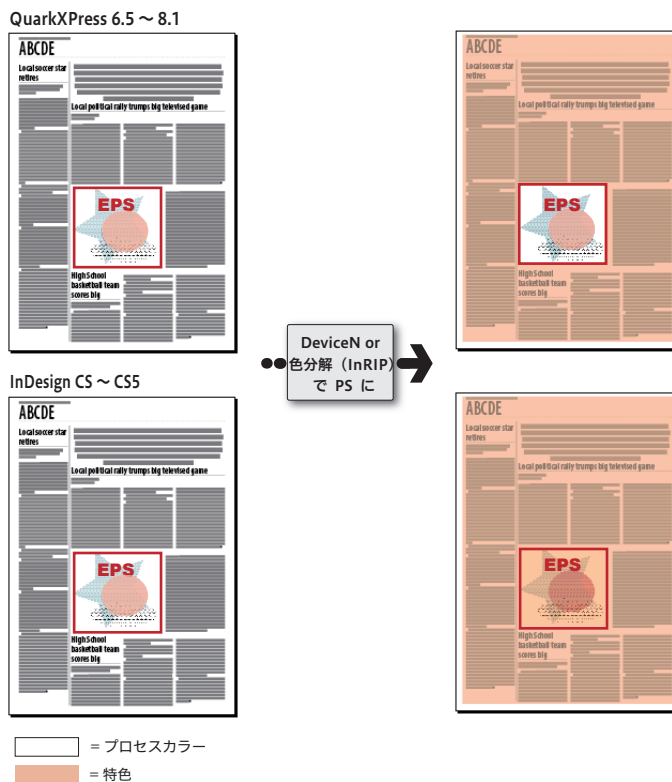 QuarkXPress 6.5 ～ 8.1
ABCDE
Local soccer star
retires
Local political rally trumps big televised game
EPS
High School
basketball team
scores big
ABCDE
Local soccer star
retires
Local political rally trumps big televised game
EPS
High School
basketball team
scores big
DeviceN or
色分解（InRIP）
で PS に
InDesign CS ～ CS5
ABCDE
Local soccer star
retires
Local political rally trumps big televised game
EPS
High School
basketball team
scores big
ABCDE
Local soccer star
retires
Local political rally trumps big televised game
EPS
High School
basketball team
scores big
= プロセスカラー
= 特色